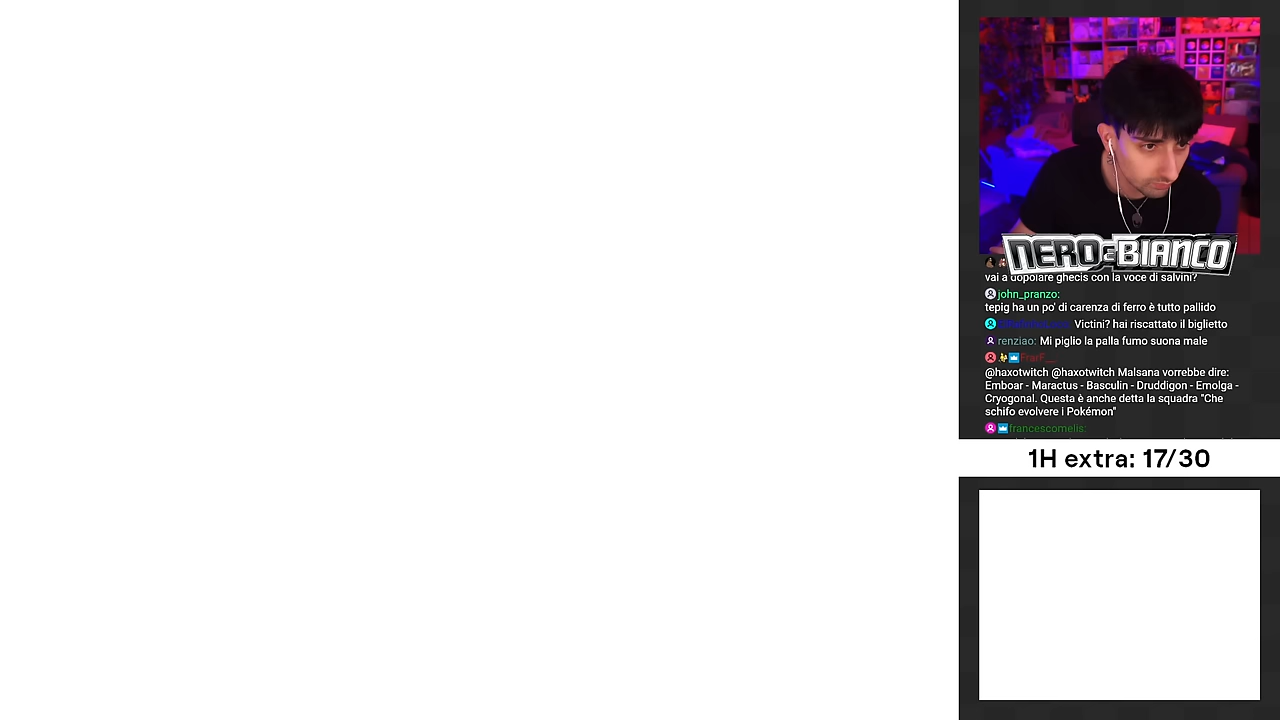 NERO E BIANCO
vai a dopolare ghecis con la voce di salvini?
john_pranzo:
tepig ha un po' di carenza di ferro è tutto pallido
Victini? hai riscattato il biglietto
renziao: Mi piglio la palla fumo suona male
FrarF__:
@haxotwitch @haxotwitch Malsana vorrebbe dire:
Emboar - Maractus - Basculin - Druddigon - Emolga -
Cryogonal. Questa è anche detta la squadra "Che
schifo evolvere i Pokémon"
francescomelis:
1H extra: 17/30